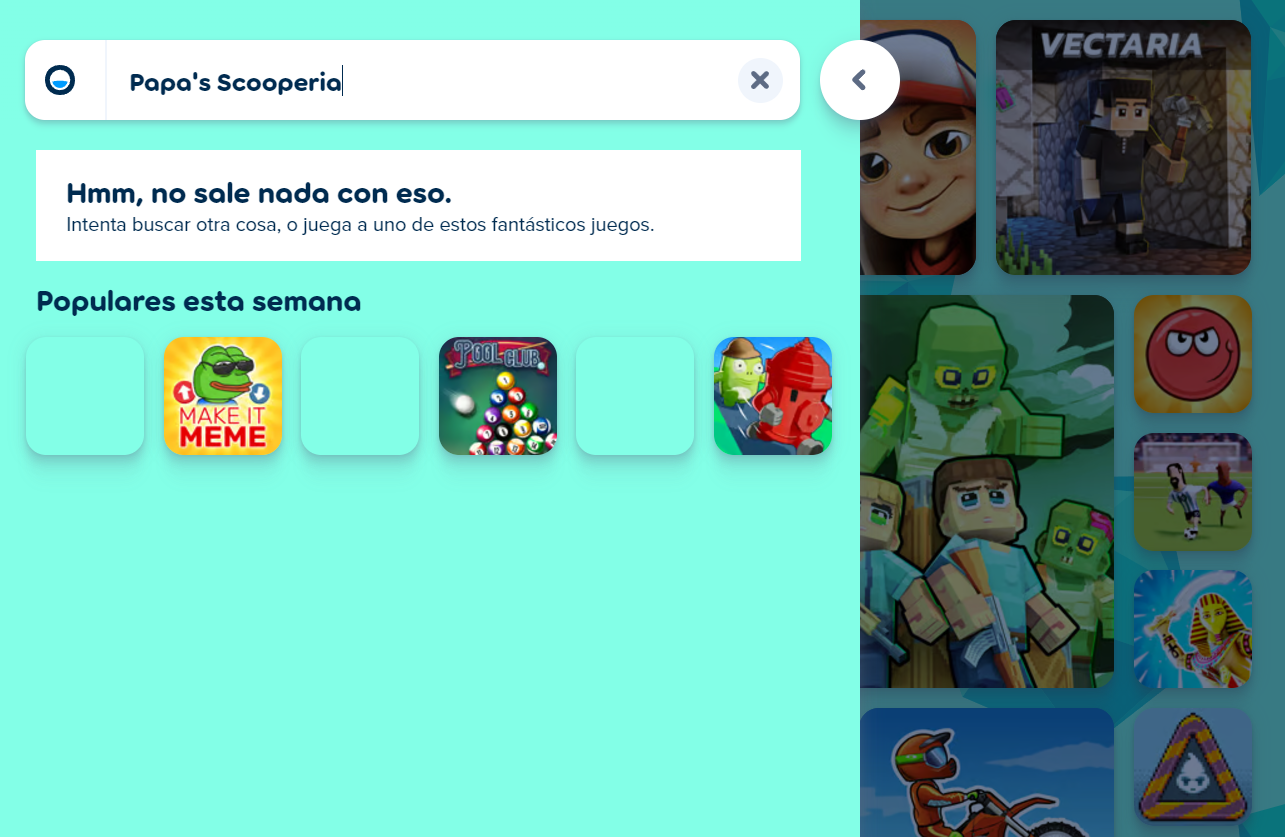 Papa's Scooperia
VECTARIA
Hmm, no sale nada con eso.
Intenta buscar otra cosa, o juega a uno de estos fantásticos juegos.
Populares esta semana
MAKE IT
MEME
POOL CLUB